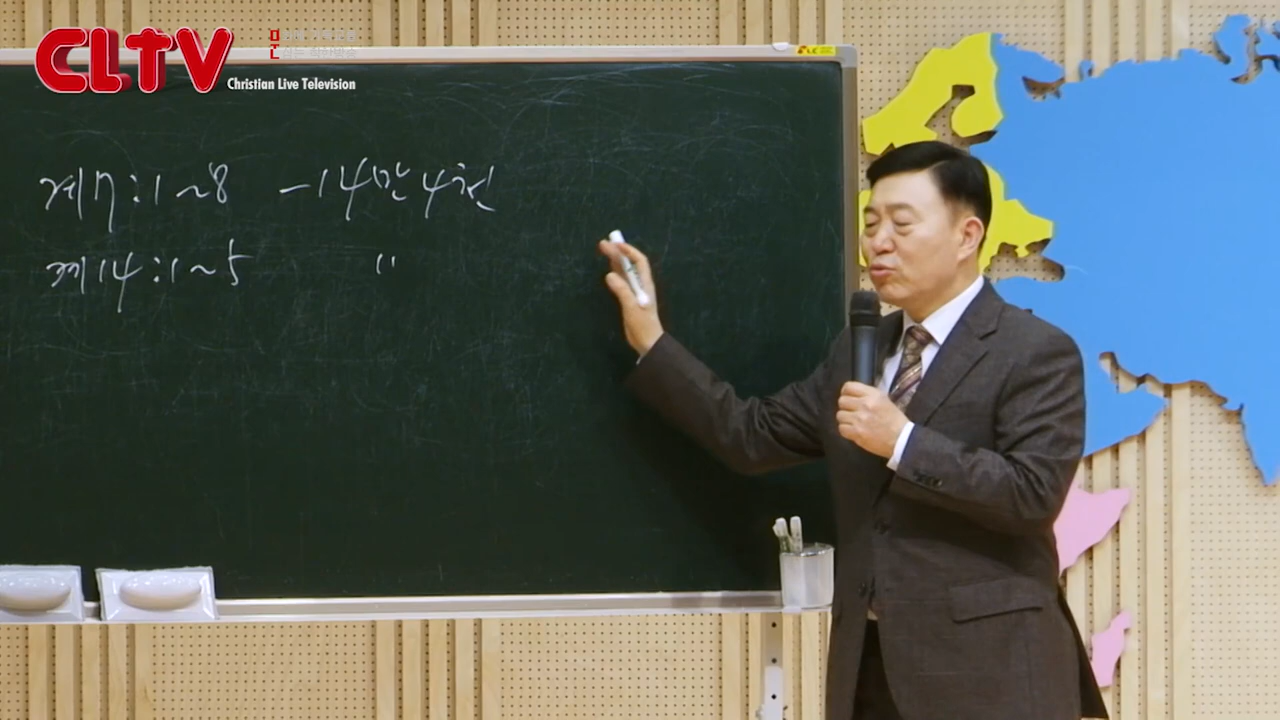 CLTV
Christian Live Television
계7:1~8 -14만4천
계14:1~5 "